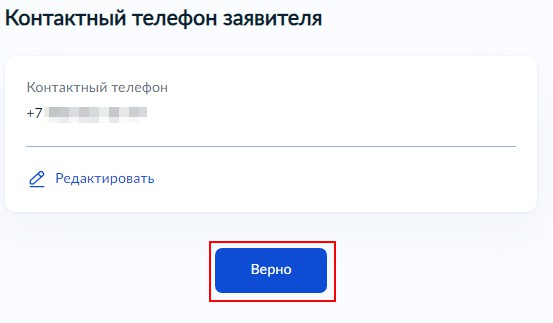 Контактный телефон заявителя
Контактный телефон
+7
Редактировать
Верно